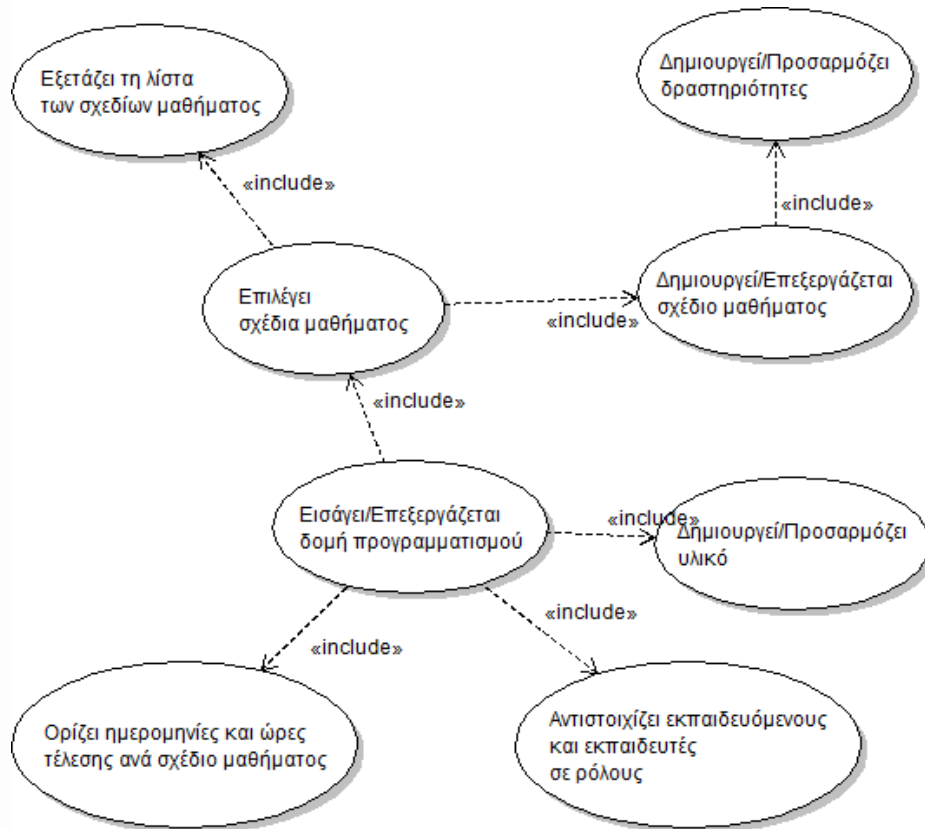 Εξετάζει τη λίστα
των σχεδίων μαθήματος
Δημιουργεί/Προσαρμόζει
δραστηριότητες
«include»
«include»
Επιλέγει
σχέδια μαθήματος
«include»
Δημιουργεί/Επεξεργάζεται
σχέδιο μαθήματος
«include»
Εισάγει/Επεξεργάζεται
δομή προγραμματισμού
«include»
Δημιουργεί/Προσαρμόζει
υλικό
«include»
«include»
Ορίζει ημερομηνίες και ώρες
τέλεσης ανά σχέδιο μαθήματος
Αντιστοιχίζει εκπαιδευόμενους
και εκπαιδευτές
σε ρόλους